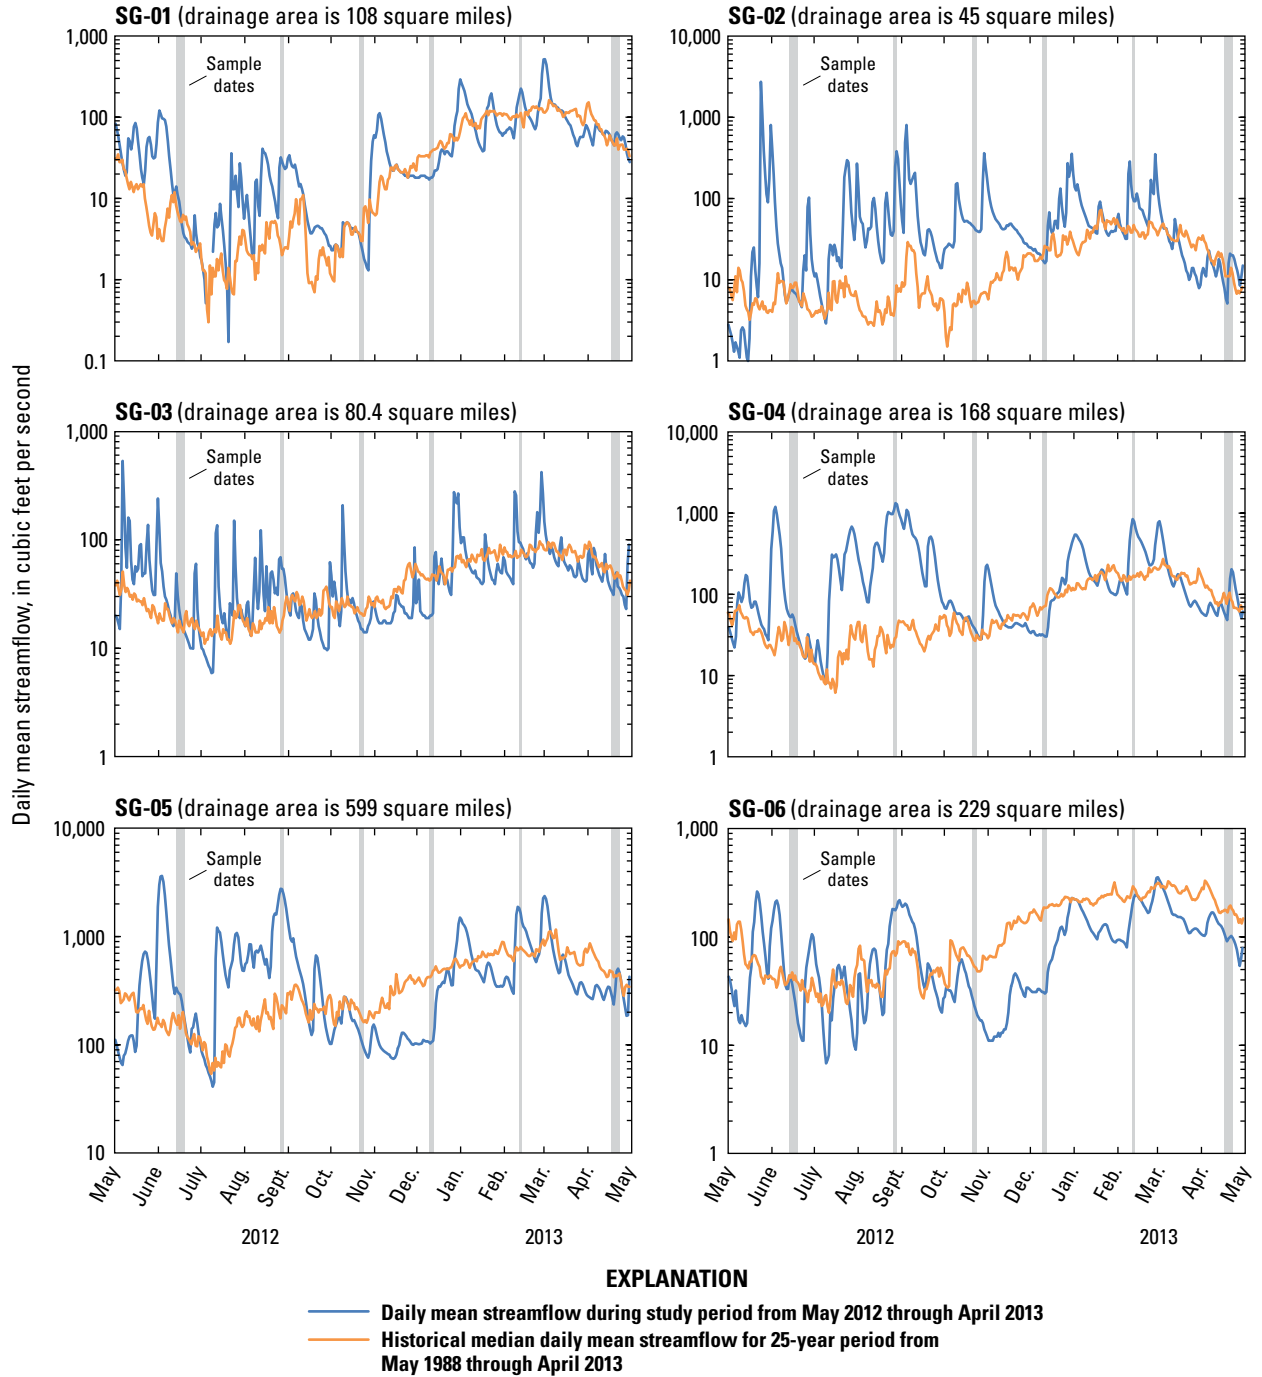 Daily mean streamflow, in cubic feet per second
SG-01 (drainage area is 108 square miles)
1,000
100
10
1
0.1
Sample
dates
SG-02 (drainage area is 45 square miles)
10,000
1,000
100
10
1
Sample
dates
SG-03 (drainage area is 80.4 square miles)
1,000
100
10
1
Sample
dates
SG-04 (drainage area is 168 square miles)
10,000
1,000
100
10
1
Sample
dates
SG-05 (drainage area is 599 square miles)
10,000
1,000
100
10
Sample
dates
May June July Aug. Sept. Oct. Nov. Dec. Jan. Feb. Mar. Apr. May
2012 2013
SG-06 (drainage area is 229 square miles)
1,000
100
10
1
Sample
dates
May June July Aug. Sept. Oct. Nov. Dec. Jan. Feb. Mar. Apr. May
2012 2013
EXPLANATION
Daily mean streamflow during study period from May 2012 through April 2013
Historical median daily mean streamflow for 25-year period from
May 1988 through April 2013